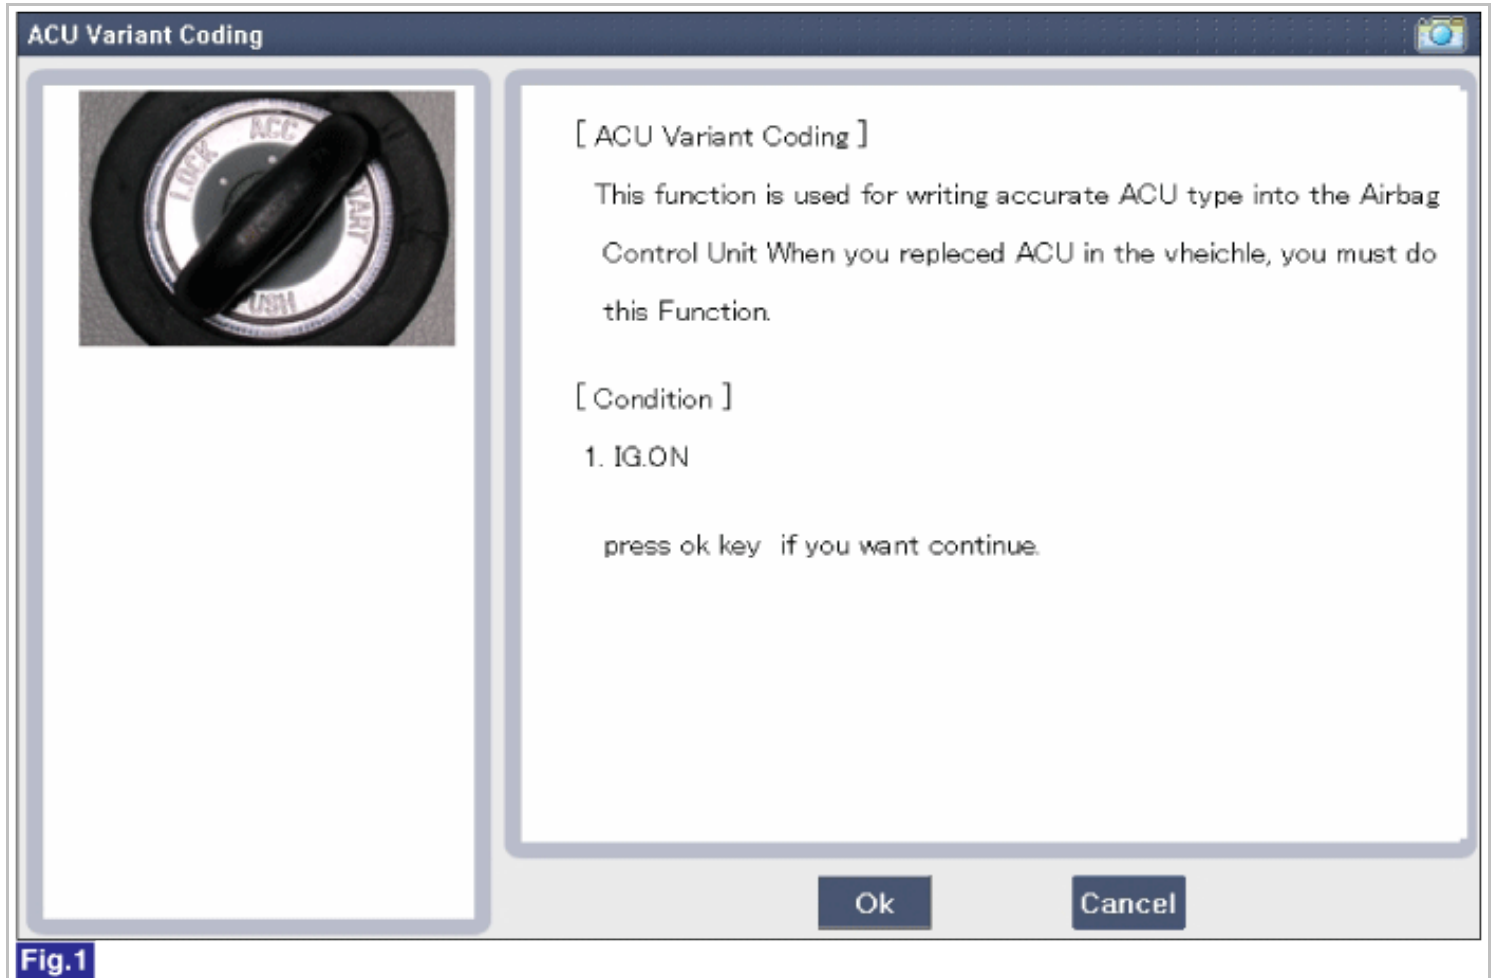 ACU Variant Coding
ACC
LOCK
START
PUSH
[ ACU Variant Coding ]
This function is used for writing accurate ACU type into the Airbag
Control Unit When you repleced ACU in the vheichle, you must do
this Function.
[ Condition ]
1. IG.ON
press ok key if you want continue.
Ok
Cancel
Fig.1